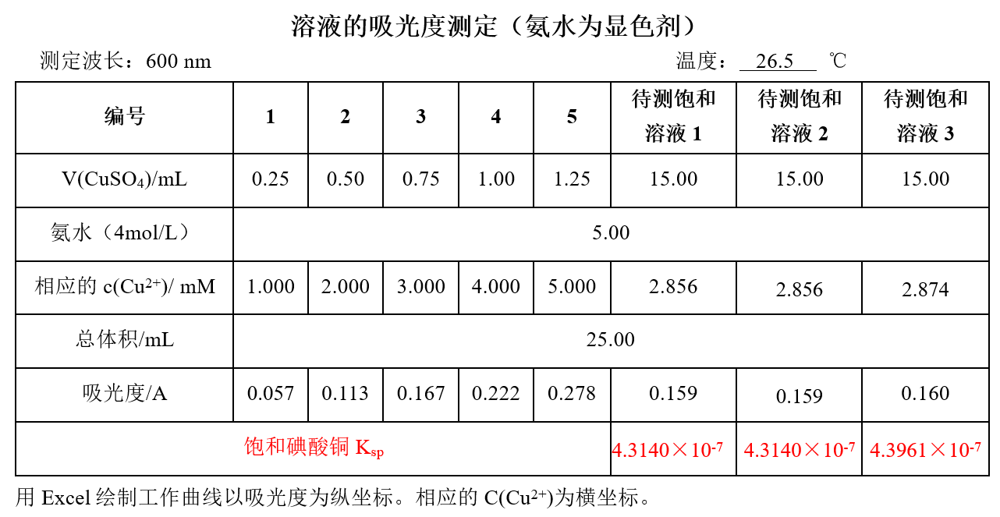 溶液的吸光度测定（氨水为显色�）
测定波长：600 nm 温度： 26.5 ℃
编号 1 2 3 4 5 待测饱和溶液 1 待测饱和溶液 2 待测饱和溶液 3
V(CuSO₄)/mL 0.25 0.50 0.75 1.00 1.25 15.00 15.00 15.00
氨水（4mol/L） 5.00
相应的 c(Cu²⁺)/ mM 1.000 2.000 3.000 4.000 5.000 2.856 2.856 2.874
总体积/mL 25.00
吸光度/A 0.057 0.113 0.167 0.222 0.278 0.159 0.159 0.160
饱和碘酸铜 Kₛₚ 4.3140×10⁻⁷ 4.3140×10⁻⁷ 4.3961×10⁻⁷
用 Excel 绘制工作曲线以吸光度为纵坐标。相应的 C(Cu²⁺)为横坐标。